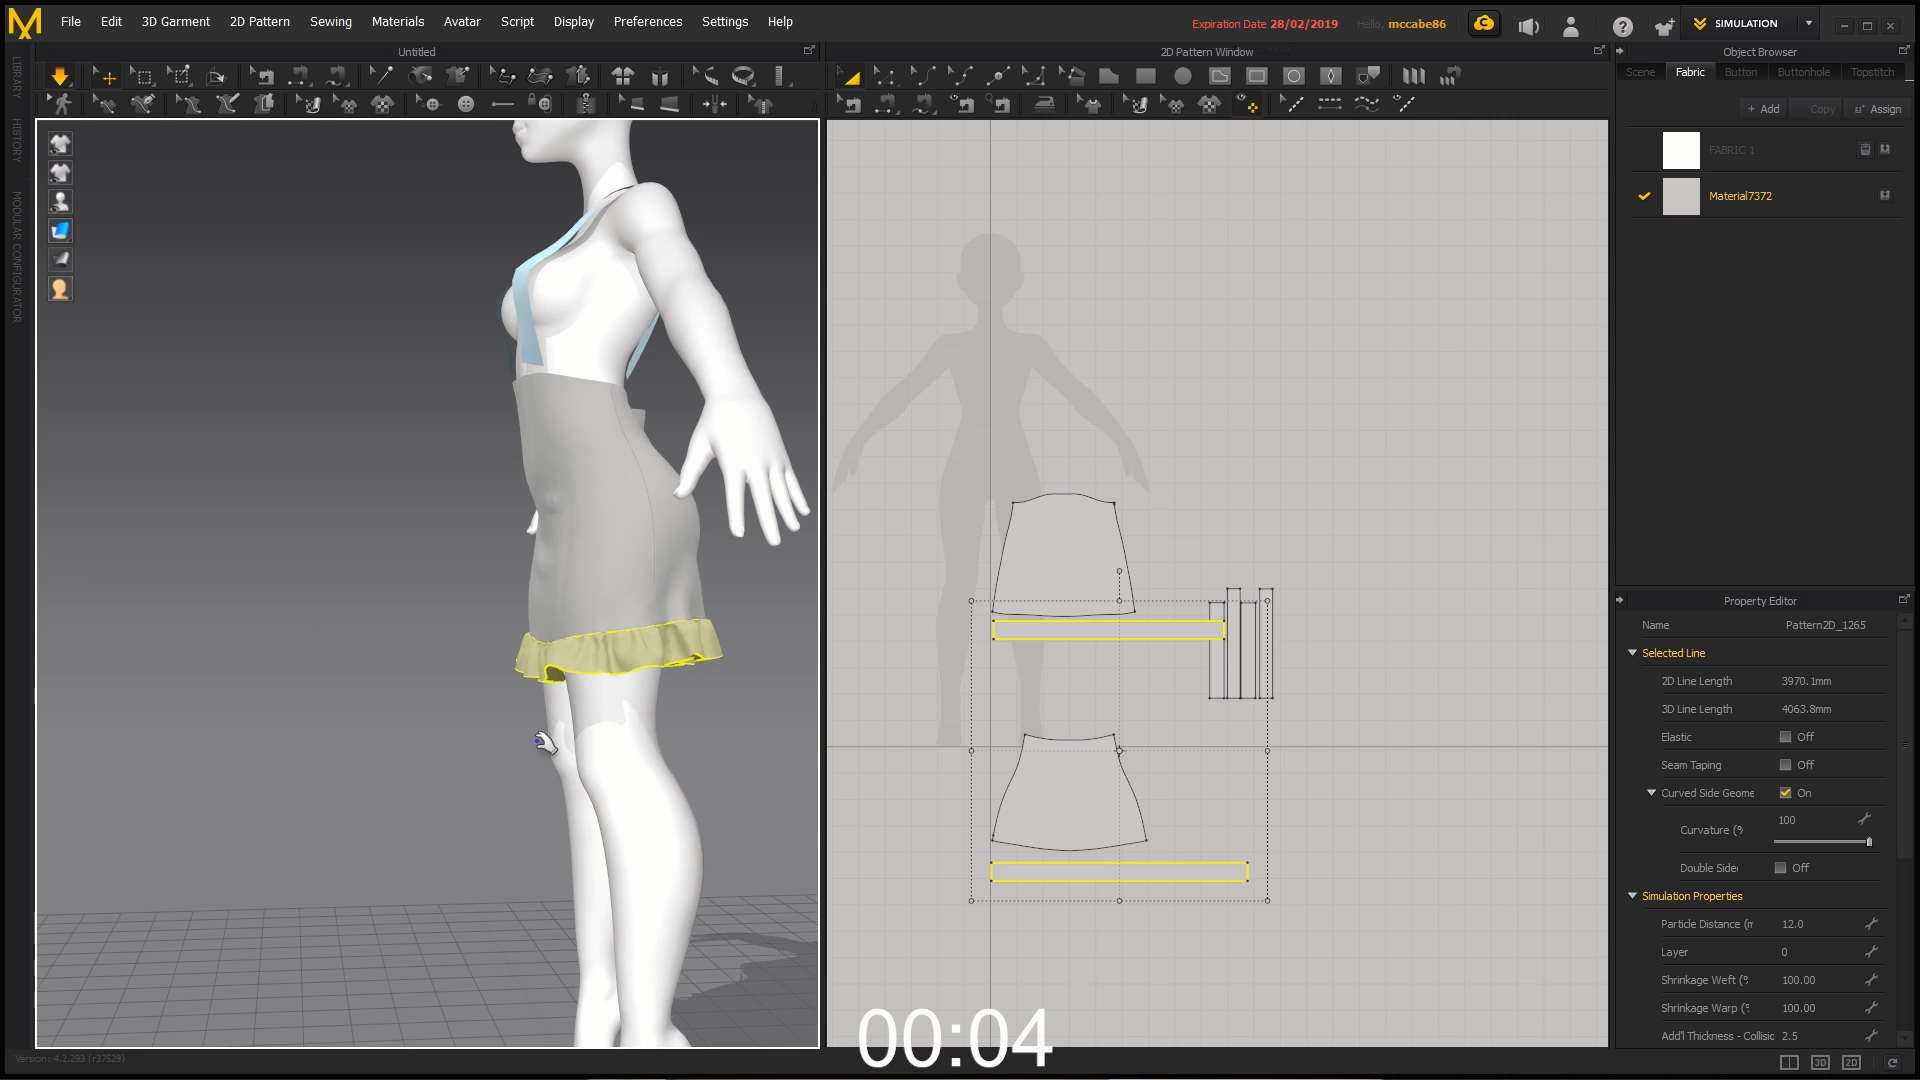 File Edit 3D Garment 2D Pattern Sewing Materials Avatar Script Display Preferences Settings Help
Expiration Date 28/02/2019 Hello, mccabe86
SIMULATION
Untitled
2D Pattern Window
Object Browser
Scene Fabric Button Buttonhole Topstitch
+ Add Copy Assign
FABRIC 1
Material7372
LIBRARY
HISTORY
MODULAR CONFIGURATOR
Property Editor
Name Pattern2D_1265
Selected Line
2D Line Length 3970.1mm
3D Line Length 4063.8mm
Elastic Off
Seam Taping Off
Curved Side Geome On
Curvature (% 100
Double Side Off
Simulation Properties
Particle Distance (m 12.0
Layer 0
Shrinkage Weft (% 100.00
Shrinkage Warp (% 100.00
Add'l Thickness - Collisic 2.5
00:04
Version: 4.2.293 (r37529)
3D 2D